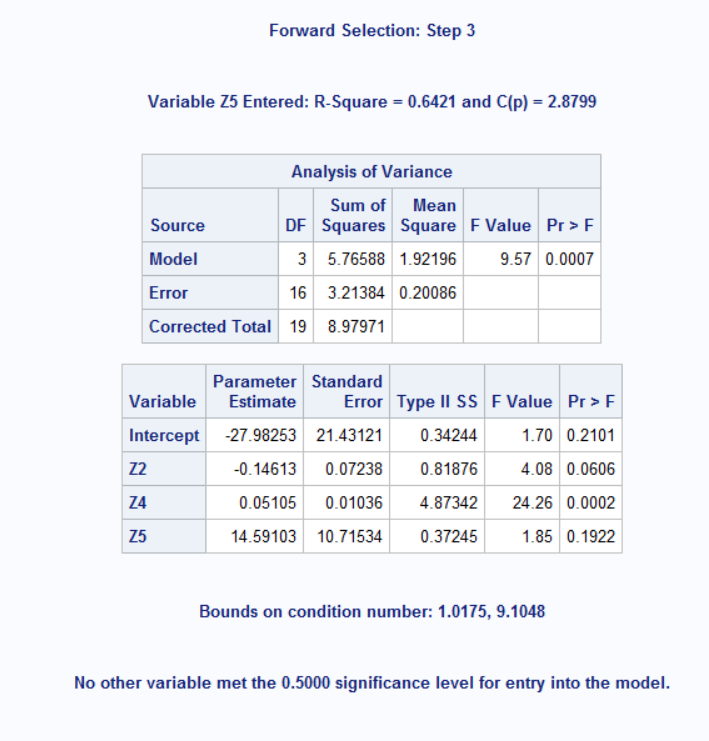 Forward Selection: Step 3
Variable Z5 Entered: R-Square = 0.6421 and C(p) = 2.8799
Analysis of Variance
Source DF Sum of Squares Mean Square F Value Pr > F
Model 3 5.76588 1.92196 9.57 0.0007
Error 16 3.21384 0.20086
Corrected Total 19 8.97971
Variable Parameter Estimate Standard Error Type II SS F Value Pr > F
Intercept -27.98253 21.43121 0.34244 1.70 0.2101
Z2 -0.14613 0.07238 0.81876 4.08 0.0606
Z4 0.05105 0.01036 4.87342 24.26 0.0002
Z5 14.59103 10.71534 0.37245 1.85 0.1922
Bounds on condition number: 1.0175, 9.1048
No other variable met the 0.5000 significance level for entry into the model.